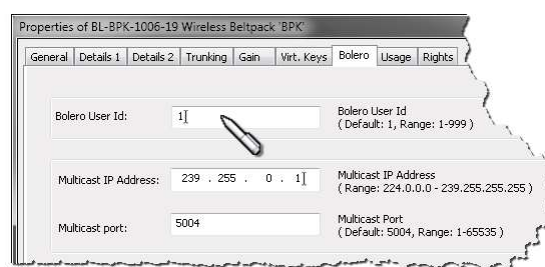 Properties of BL-BPK-1006-19 Wireless Beltpack 'BPK'
General Details 1 Details 2 Trunking Gain Virt. Keys Bolero Usage Rights
Bolero User Id: 1 Bolero User Id
( Default: 1, Range: 1-999 )
Multicast IP Address: 239 . 255 . 0 . 1 Multicast IP Address
( Range: 224.0.0.0 - 239.255.255.255 )
Multicast port: 5004 Multicast Port
( Default: 5004, Range: 1-65535 )